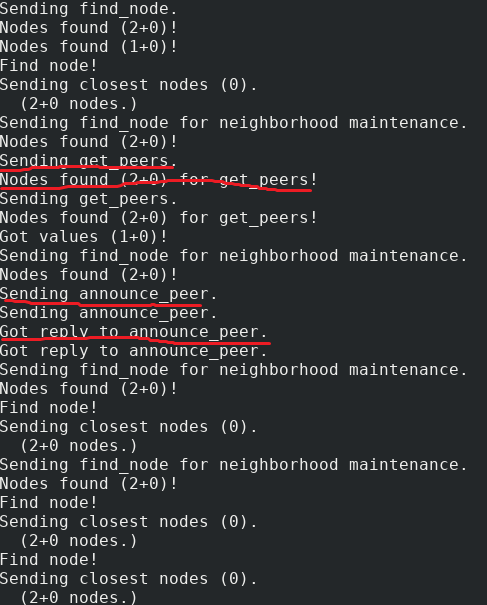 Sending find_node.
Nodes found (2+0)!
Nodes found (1+0)!
Find node!
Sending closest nodes (0).
  (2+0 nodes.)
Sending find_node for neighborhood maintenance.
Nodes found (2+0)!
Sending get_peers.
Nodes found (2+0) for get_peers!
Sending get_peers.
Nodes found (2+0) for get_peers!
Got values (1+0)!
Sending find_node for neighborhood maintenance.
Nodes found (2+0)!
Sending announce_peer.
Sending announce_peer.
Got reply to announce_peer.
Got reply to announce_peer.
Sending find_node for neighborhood maintenance.
Nodes found (2+0)!
Find node!
Sending closest nodes (0).
  (2+0 nodes.)
Sending find_node for neighborhood maintenance.
Nodes found (2+0)!
Find node!
Sending closest nodes (0).
  (2+0 nodes.)
Find node!
Sending closest nodes (0).
  (2+0 nodes.)